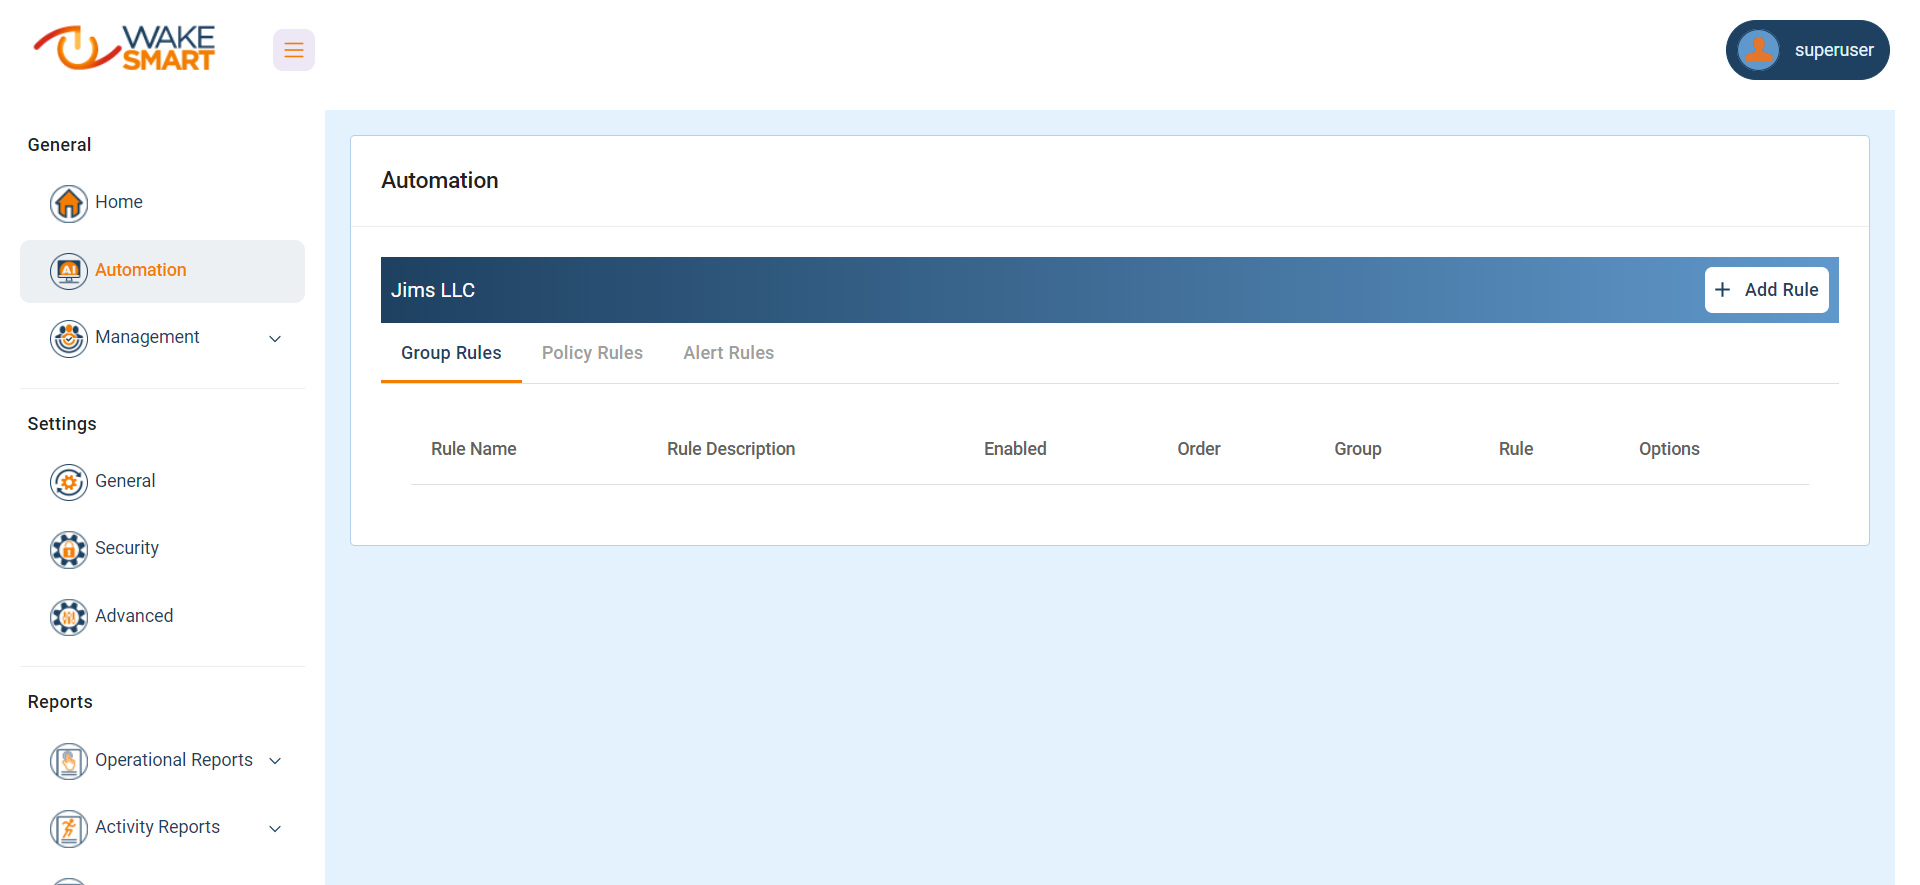 WAKE
SMART
superuser
General
Home
AI
Automation
Management
Settings
General
Security
Advanced
Reports
Operational Reports
Activity Reports
Automation
Jims LLC
Add Rule
Group Rules
Policy Rules
Alert Rules
Rule Name
Rule Description
Enabled
Order
Group
Rule
Options